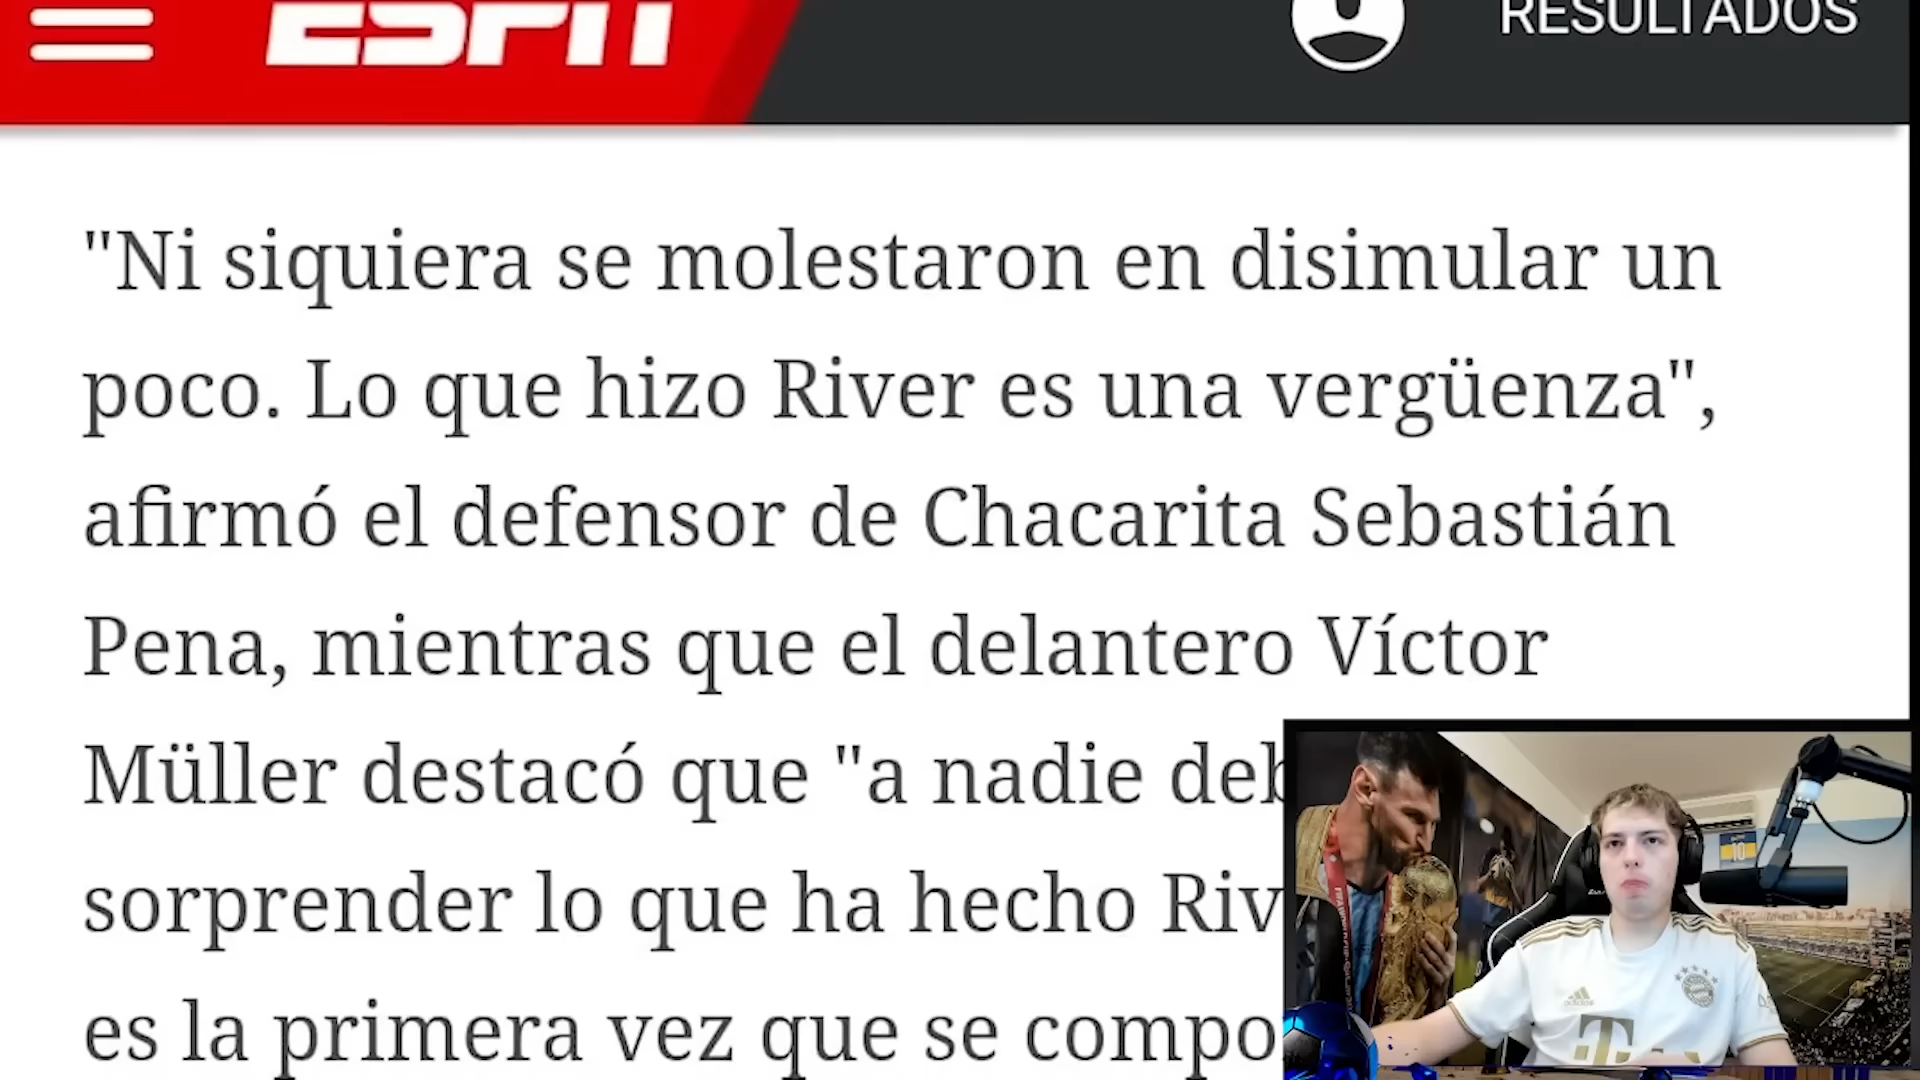 ESPN
RESULTADOS
"Ni siquiera se molestaron en disimular un
poco. Lo que hizo River es una vergüenza",
afirmó el defensor de Chacarita Sebastián
Pena, mientras que el delantero Víctor
Müller destacó que "a nadie deb
sorprender lo que ha hecho Riv
es la primera vez que se compo
10
adidas
T